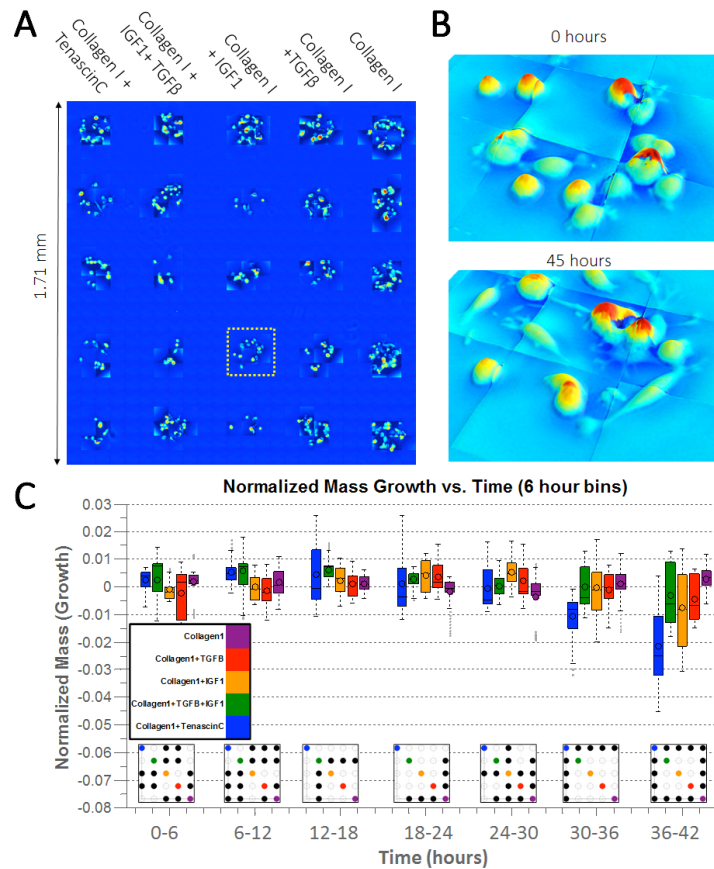 A
Collagen I +
TenascinC
Collagen I +
IGF1+ TGFβ
Collagen I
+ IGF1
Collagen I
+TGFβ
Collagen I
1.71 mm
B
0 hours
45 hours
C
Normalized Mass Growth vs. Time (6 hour bins)
Normalized Mass (Growth)
0.03
0.02
0.01
0
-0.01
-0.02
-0.03
-0.04
-0.05
-0.06
-0.07
-0.08
Collagen1
Collagen1+TGFB
Collagen1+IGF1
Collagen1+TGFB+IGF1
Collagen1+TenascinC
0-6 6-12 12-18 18-24 24-30 30-36 36-42
Time (hours)